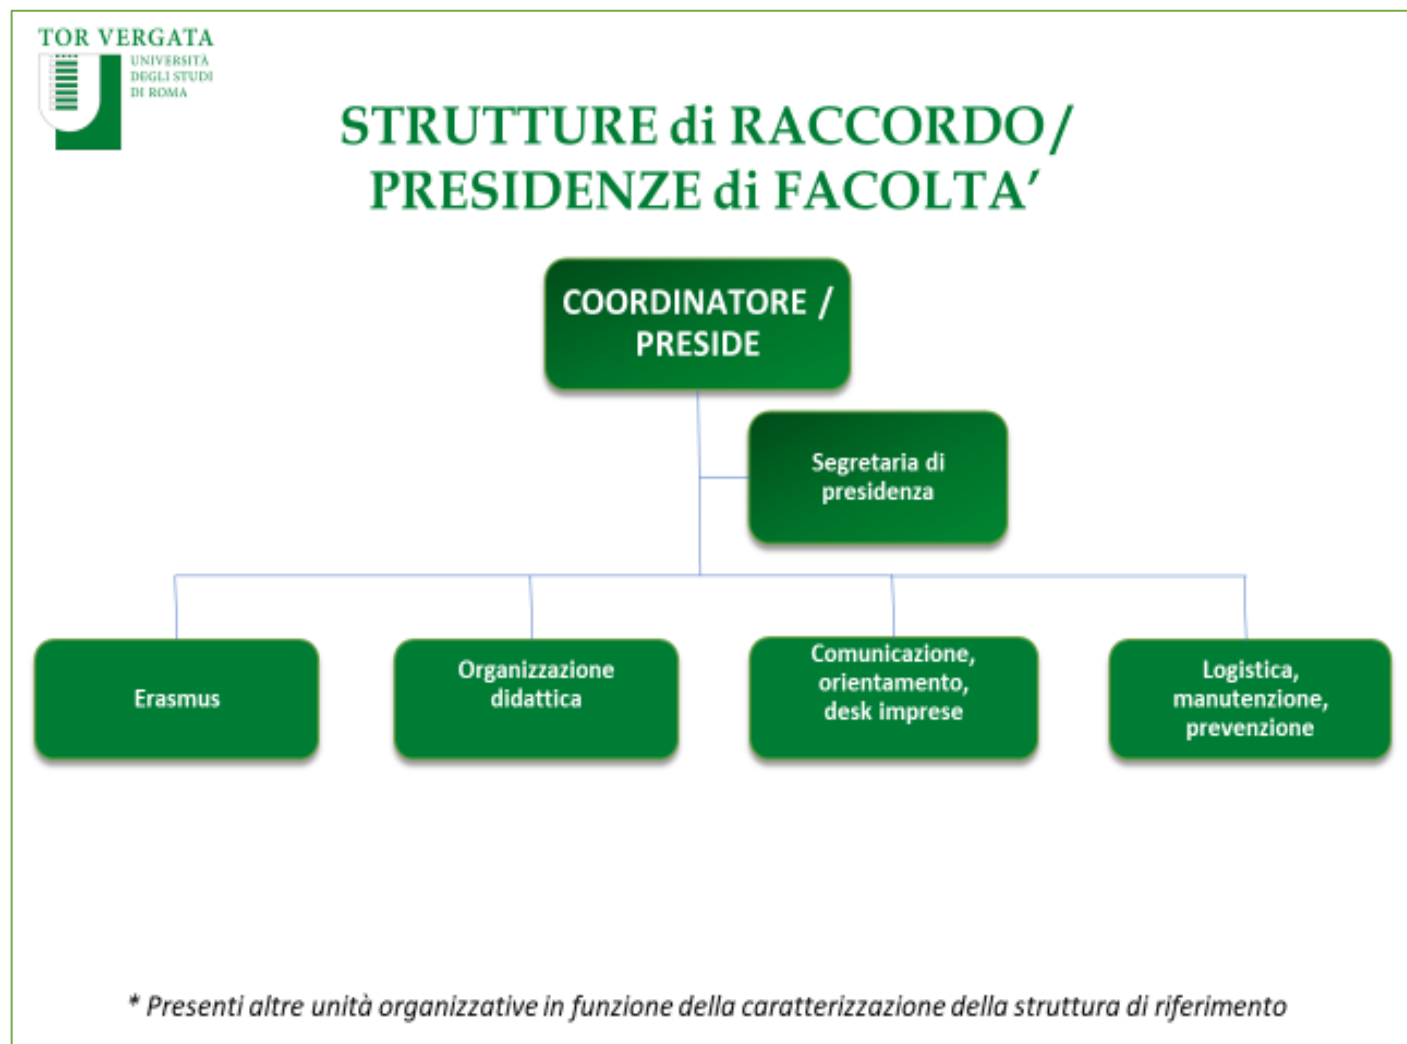 TOR VERGATA
UNIVERSITÀ
DEGLI STUDI
DI ROMA
STRUTTURE di RACCORDO/
PRESIDENZE di FACOLTA’
COORDINATORE /
PRESIDE
Segretaria di
presidenza
Erasmus
Organizzazione
didattica
Comunicazione,
orientamento,
desk imprese
Logistica,
manutenzione,
prevenzione
* Presenti altre unità organizzative in funzione della caratterizzazione della struttura di riferimento